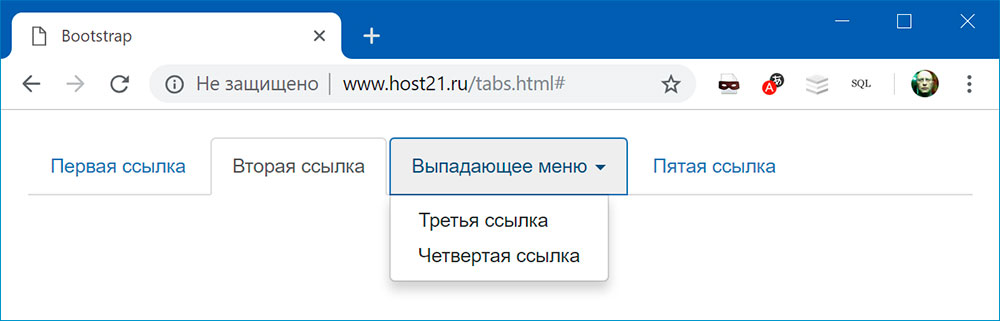 Bootstrap
Не защищено | www.host21.ru/tabs.html#
SQL
Первая ссылка
Вторая ссылка
Выпадающее меню
Пятая ссылка
Третья ссылка
Четвертая ссылка